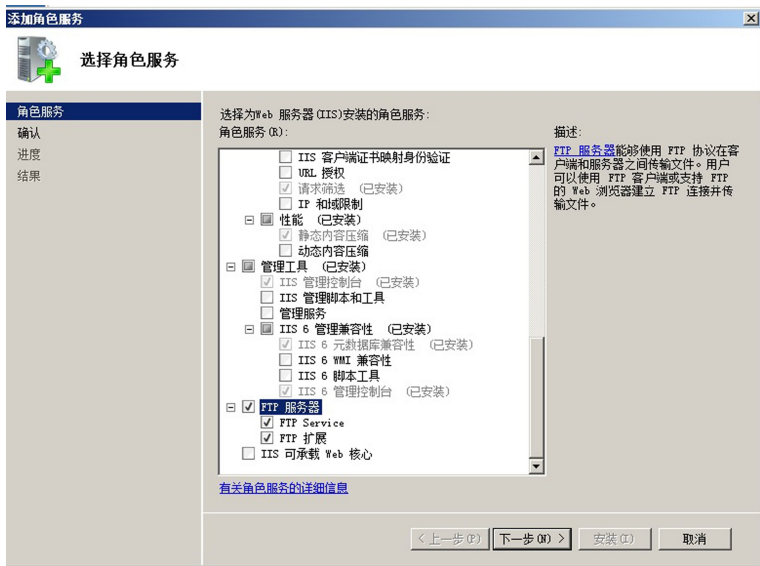 添加角色服务
选择角色服务
角色服务
确认
进度
结果
选择为Web 服务器(IIS)安装的角色服务:
角色服务(R):
IIS 客户端证书映射身份验证
URL 授权
请求筛选 (已安装)
IP 和域限制
性能 (已安装)
静态内容压缩 (已安装)
动态内容压缩
管理工具 (已安装)
IIS 管理控制台 (已安装)
IIS 管理脚本和工具
管理服务
IIS 6 管理兼容性 (已安装)
IIS 6 元数据库兼容性 (已安装)
IIS 6 WMI 兼容性
IIS 6 脚本工具
IIS 6 管理控制台 (已安装)
FTP 服务器
FTP Service
FTP 扩展
IIS 可承载 Web 核心
有关角色服务的详细信息
描述:
FTP 服务器能够使用 FTP 协议在客
户端和服务器之间传输文件。用户
可以使用 FTP 客户端或支持 FTP
的 Web 浏览器建立 FTP 连接并传
输文件。
< 上一步(P)
下一步(N) >
安装(I)
取消